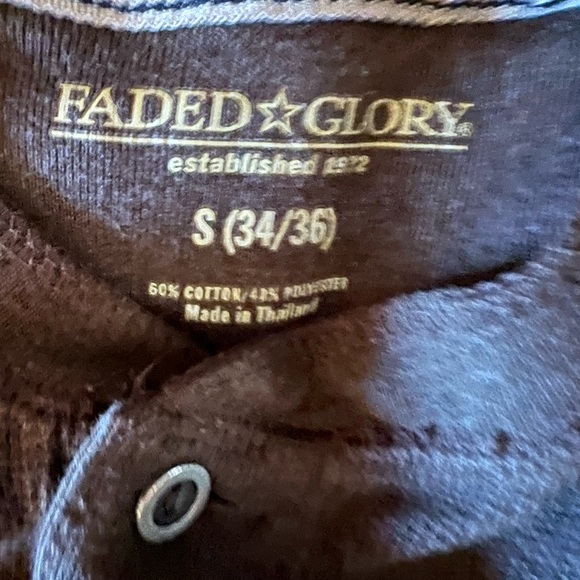 FADED☆GLORY®
established 1972
S (34/36)
60% COTTON/40% POLYESTER
Made in Thailand